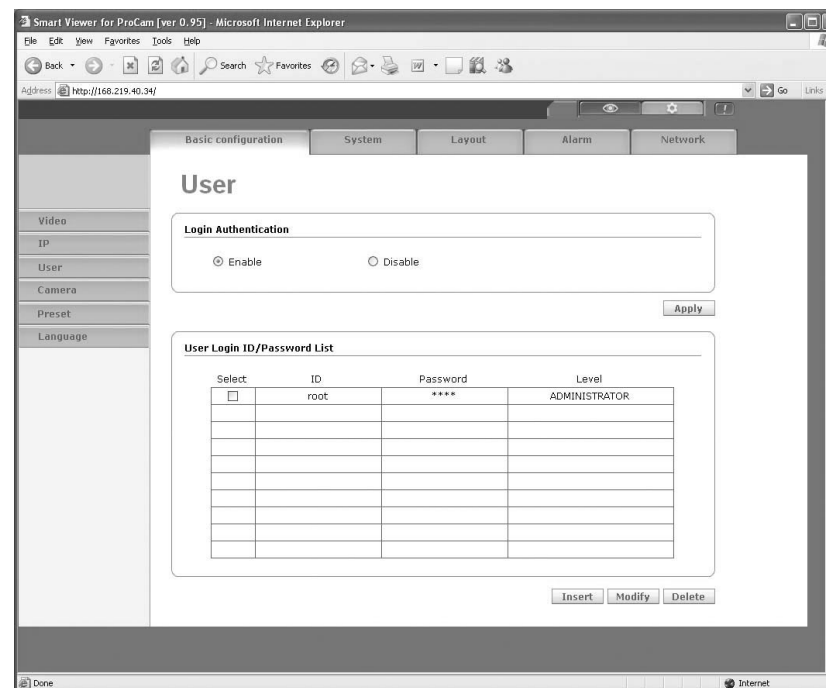 Smart Viewer for ProCam [ver 0.95] - Microsoft Internet Explorer
File Edit View Favorites Tools Help
Back Search Favorites
Address http://168.219.40.34/ Go Links
Basic configuration System Layout Alarm Network
User
Video
IP
User
Camera
Preset
Language
Login Authentication
Enable Disable
Apply
User Login ID/Password List
Select ID Password Level
root **** ADMINISTRATOR
Insert Modify Delete
Done Internet